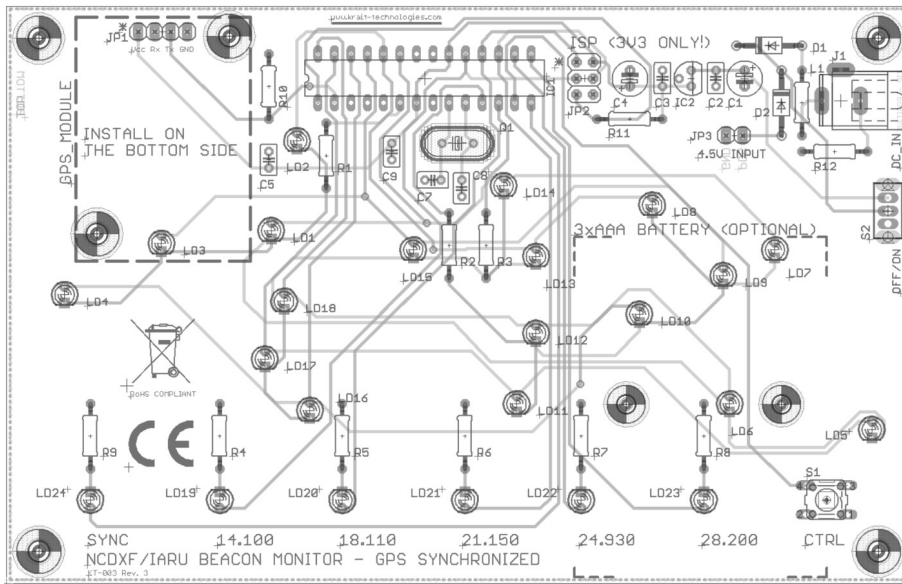 www.krait-technologies.com
JP1
Vcc Rx Tx GND
GPS_MODULE
INSTALL ON
THE BOTTOM SIDE
R10
LD2
C5
R1
C9
IC1
Q1
C7
C8
ISP (3V3 ONLY!)
JP2
C4
R11
C3
IC2
C2
C1
D1
D2
L1
J1
JP3
4.5V INPUT
R12
DC_IN
S2
OFF/ON
LD14
LD8
3xAAA BATTERY (OPTIONAL)
LD3
LD1
LD15
R2
R3
LD13
LD9
LD7
LD4
LD18
LD10
LD12
LD17
LD16
LD11
LD6
LD5
RoHS COMPLIANT
CE
R9
R4
R5
R6
R7
R8
S1
LD24
LD19
LD20
LD21
LD22
LD23
SYNC
14.100
18.110
21.150
24.930
28.200
CTRL
NCDXF/IARU BEACON MONITOR - GPS SYNCHRONIZED
KT-003 Rev. 3